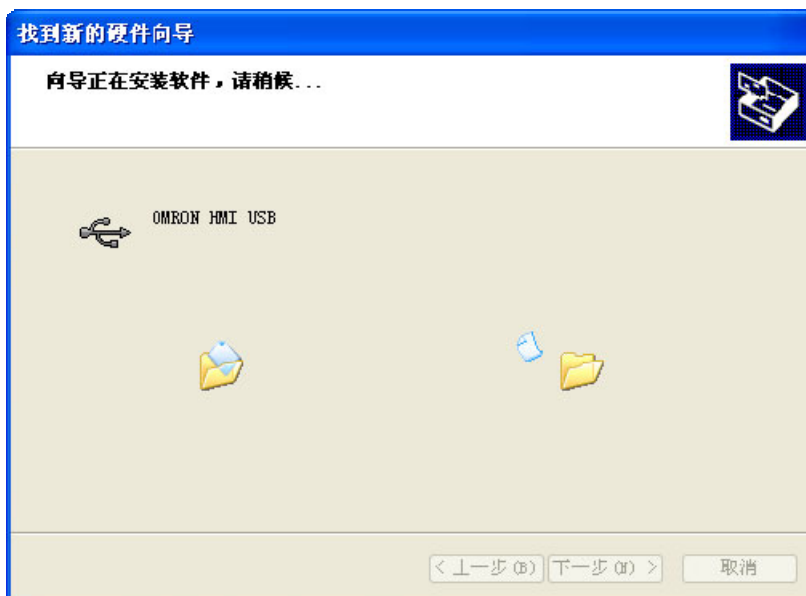 找到新的硬件向导
向导正在安装软件，请稍候...
OMRON HMI USB
< 上一步(B)
下一步(N) >
取消